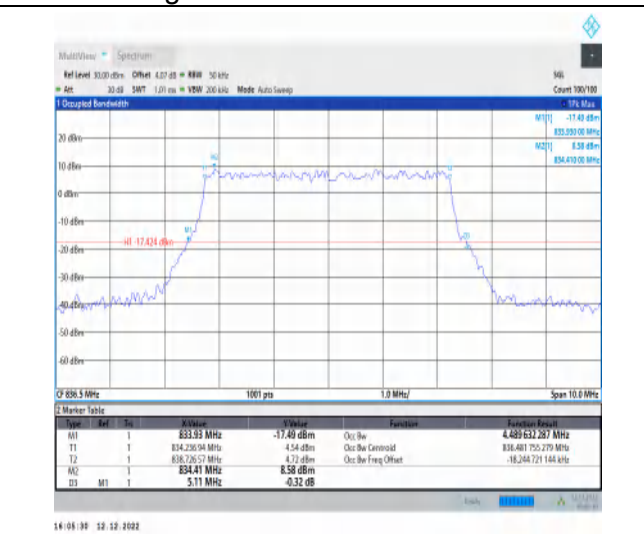 MultiView Spectrum
Ref Level 30.00 dBm Offset 4.07 dB RBW 50 kHz SGL
Att 30 dB SWT 1.01 ms VBW 200 kHz Mode Auto Sweep Count 100/100
1 Occupied Bandwidth 1Pk Max
M1[1] -17.49 dBm
833.930 00 MHz
M2[1] 8.58 dBm
834.410 00 MHz
20 dBm
M2
10 dBm
0 dBm
-10 dBm
M1
H1 -17.424 dBm
D3
-20 dBm
-30 dBm
-40 dBm
-50 dBm
-60 dBm
CF 836.5 MHz 1001 pts 1.0 MHz/ Span 10.0 MHz
2 Marker Table
Type Ref Trc X-Value Y-Value Function Function Result
M1 1 833.93 MHz -17.49 dBm Occ Bw 4.489 632 287 MHz
T1 1 834.236 94 MHz -4.54 dBm Occ Bw Centroid 838.481 755 279 MHz
T2 1 838.726 57 MHz 4.72 dBm Occ Bw Freq Offset -18.244 721 144 kHz
M2 1 834.41 MHz 8.58 dBm
D3 M1 1 5.11 MHz -0.32 dB
16:05:30 12.12.2022